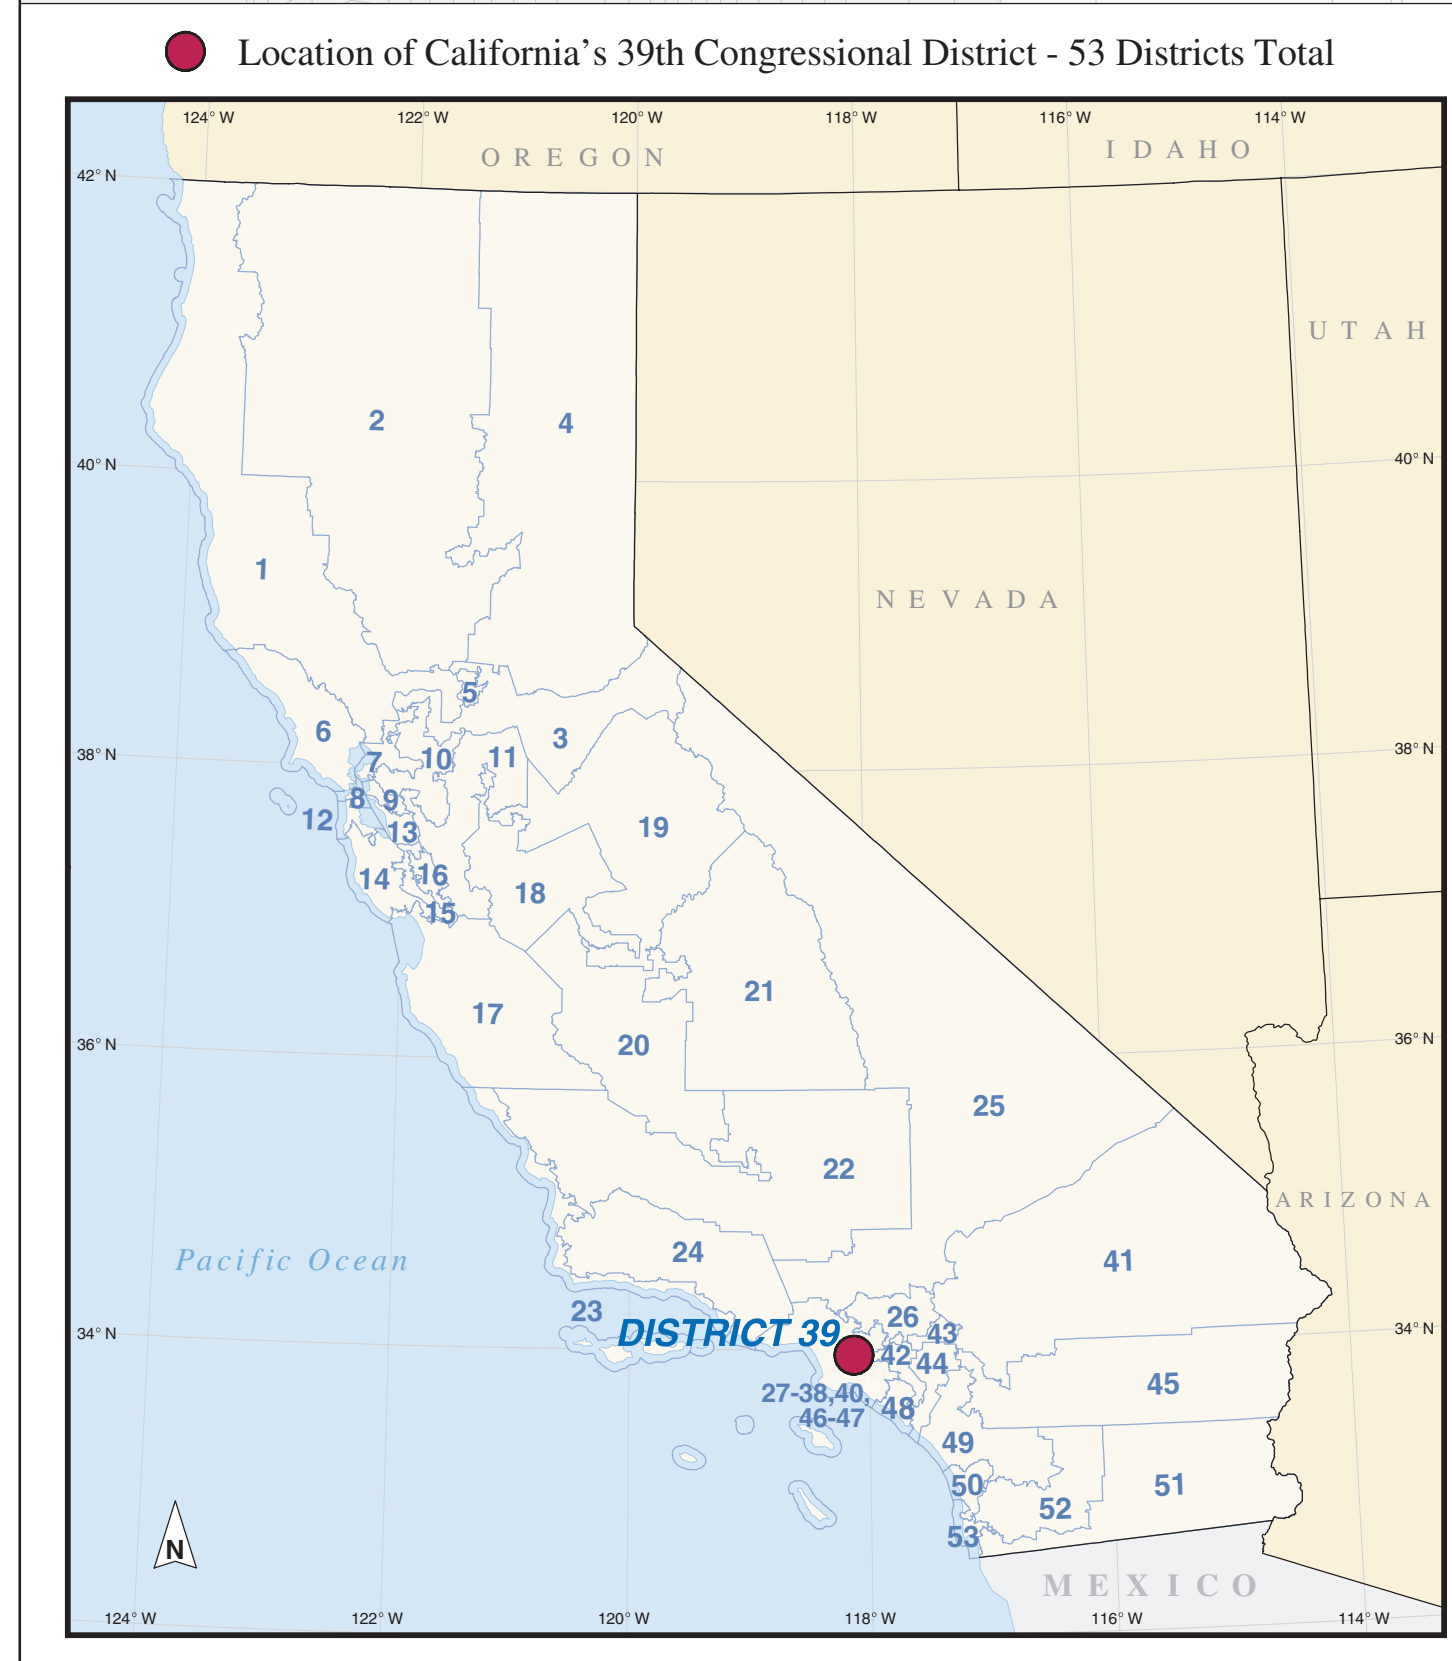 Location of California's 39th Congressional District - 53 Districts Total
124° W 122° W 120° W 118° W 116° W 114° W
OREGON IDAHO
42° N
UTAH
2 4
40° N 40° N
1
NEVADA
5
6 3
38° N 7 10 11 38° N
8 9
12 13 19
14 16 18
15
21
17
20
36° N 36° N
25
22
ARIZONA
24 41
Pacific Ocean
23 26
34° N DISTRICT 39 43 34° N
42 44
45
27-38,40,
46-47 48
49
50 51
52
53
N
MEXICO
124° W 122° W 120° W 118° W 116° W 114° W